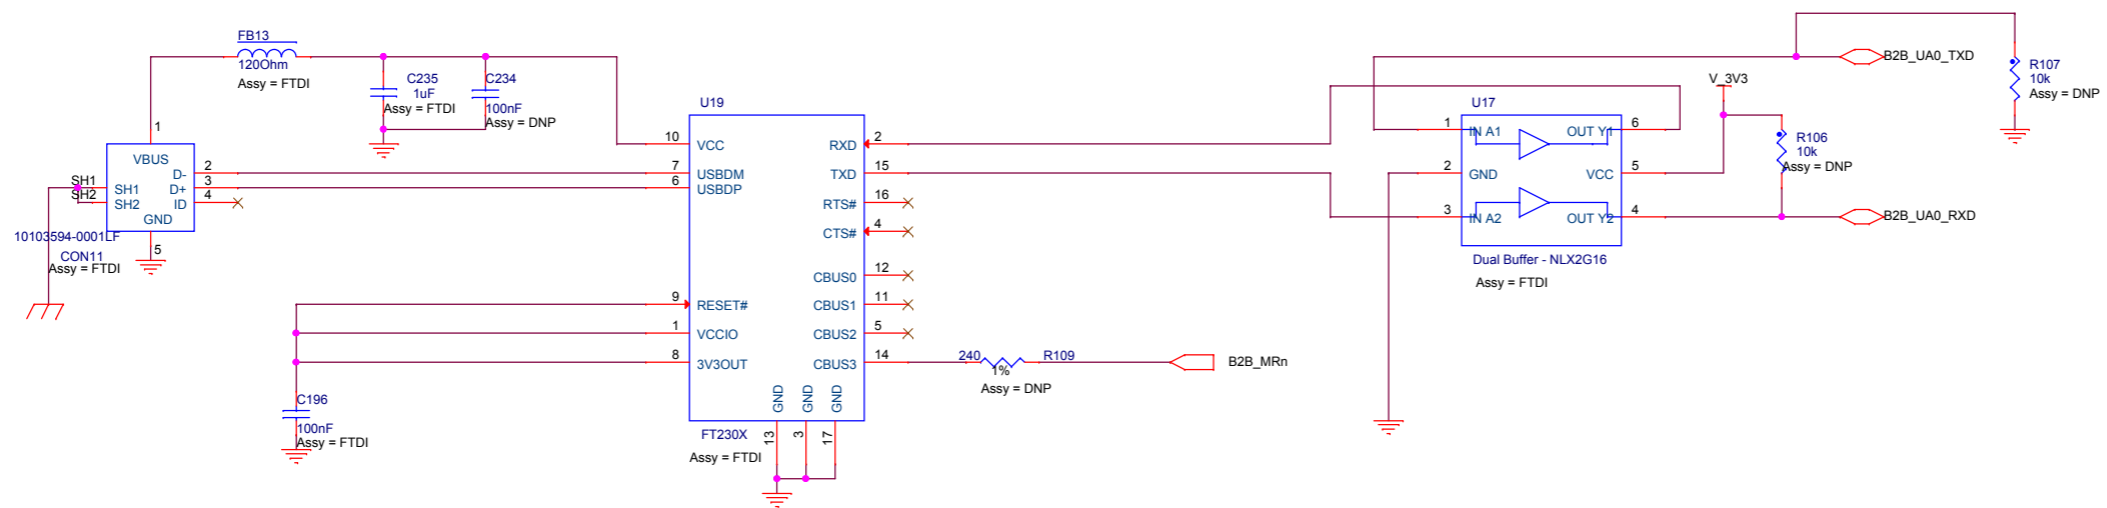 FB13
120Ohm
Assy = FTDI
C235
1uF
Assy = FTDI
C234
100nF
Assy = DNP
1
VBUS
D-
2
D+
3
ID
4
SH1
SH2
SH1
SH2
GND
5
10103594-0001LF
CON11
Assy = FTDI
C196
100nF
Assy = FTDI
U19
10
VCC
7
USBDM
6
USBDP
9
RESET#
1
VCCIO
8
3V3OUT
RXD
2
TXD
15
RTS#
16
CTS#
4
CBUS0
12
CBUS1
11
CBUS2
5
CBUS3
14
GND
GND
GND
13
3
17
FT230X
Assy = FTDI
240
R109
1%
Assy = DNP
B2B_MRn
U17
1
IN A1
OUT Y1
6
2
GND
VCC
5
3
IN A2
OUT Y2
4
Dual Buffer - NLX2G16
Assy = FTDI
V_3V3
R106
10k
Assy = DNP
B2B_UA0_TXD
B2B_UA0_RXD
R107
10k
Assy = DNP